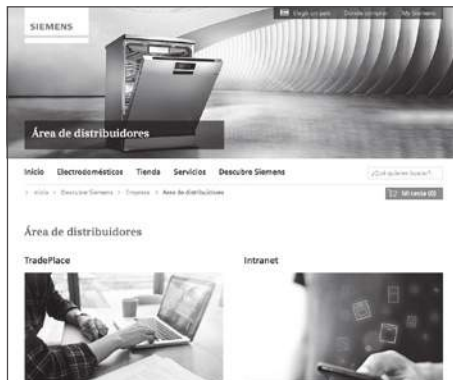 SIEMENS
Elegir un país Dónde comprar My Siemens
Área de distribuidores
Inicio Electrodomésticos Tienda Servicios Descubre Siemens
¿Qué quieres buscar?
> Inicio > Descubre Siemens > Empresa > Área de distribuidores
Mi cesta (0)
Área de distribuidores
TradePlace Intranet